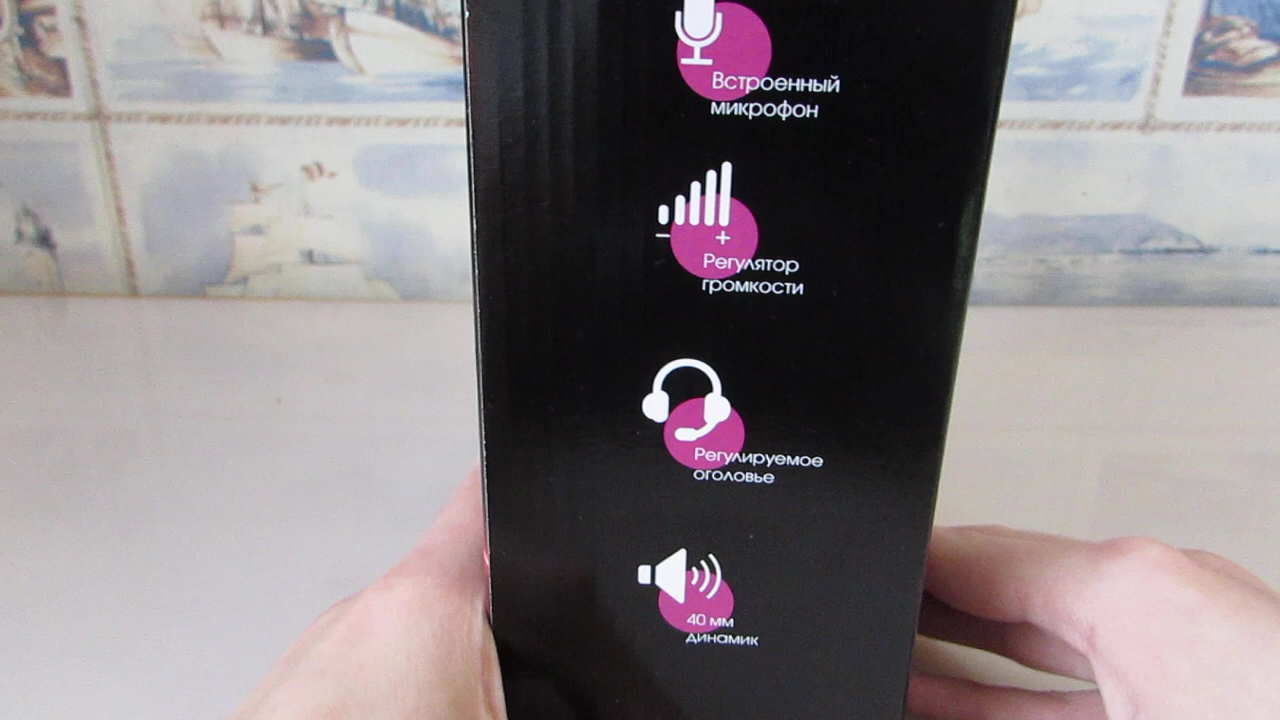 Встроенный
микрофон
– +
Регулятор
громкости
Регулируемое
оголовье
40 мм
динамик